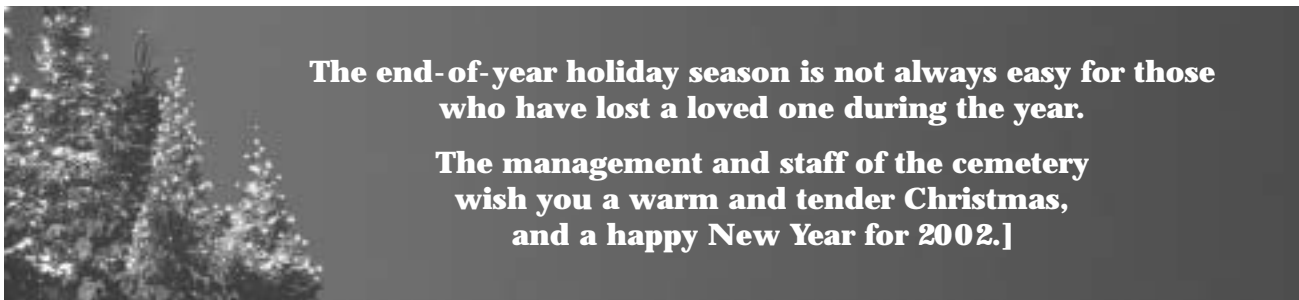 The end-of-year holiday season is not always easy for those
who have lost a loved one during the year.
The management and staff of the cemetery
wish you a warm and tender Christmas,
and a happy New Year for 2002.]